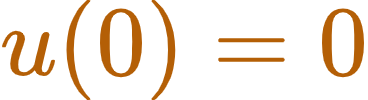 u(0) = 0